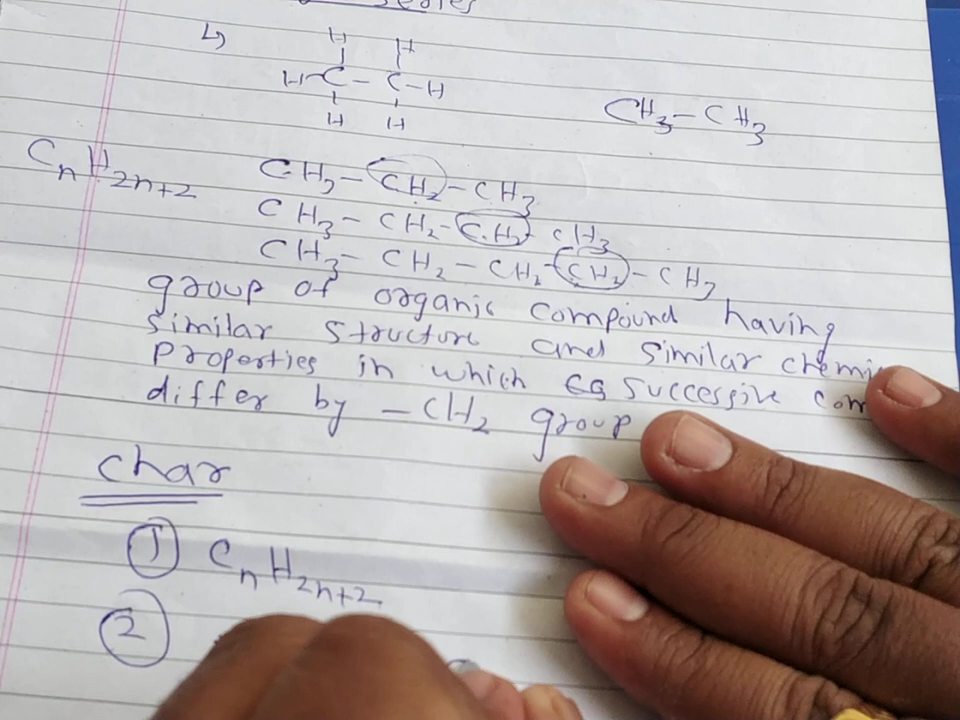 Series
↳
H H
H-C-C-H
H H
CH3-CH3
CnH2n+2
CH3-CH2-CH3
CH3-CH2-CH2-CH3
CH3-CH2-CH2-CH2-CH3
group of organic compound having
similar structure and similar chemi
Properties in which successive com
differ by -CH2 group
Char
① CnH2n+2
②